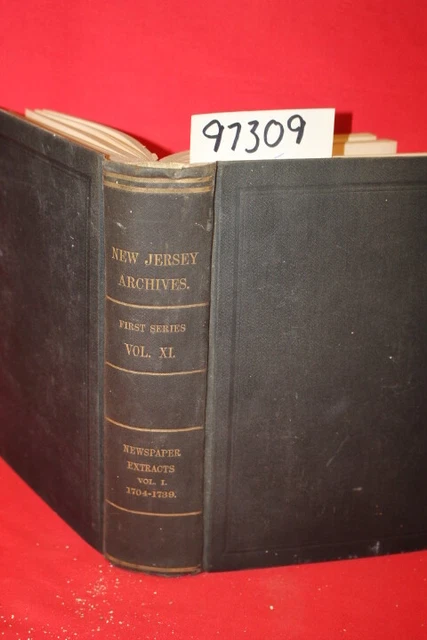 97309
NEW JERSEY
ARCHIVES.
FIRST SERIES
VOL. XI.
NEWSPAPER
EXTRACTS
VOL. I.
1704-1739.